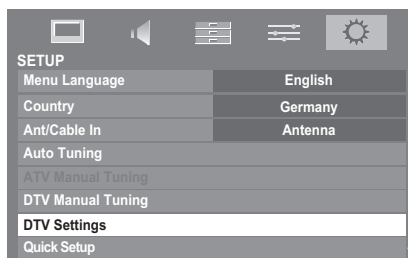 SETUP
Menu Language English
Country Germany
Ant/Cable In Antenna
Auto Tuning
ATV Manual Tuning
DTV Manual Tuning
DTV Settings
Quick Setup